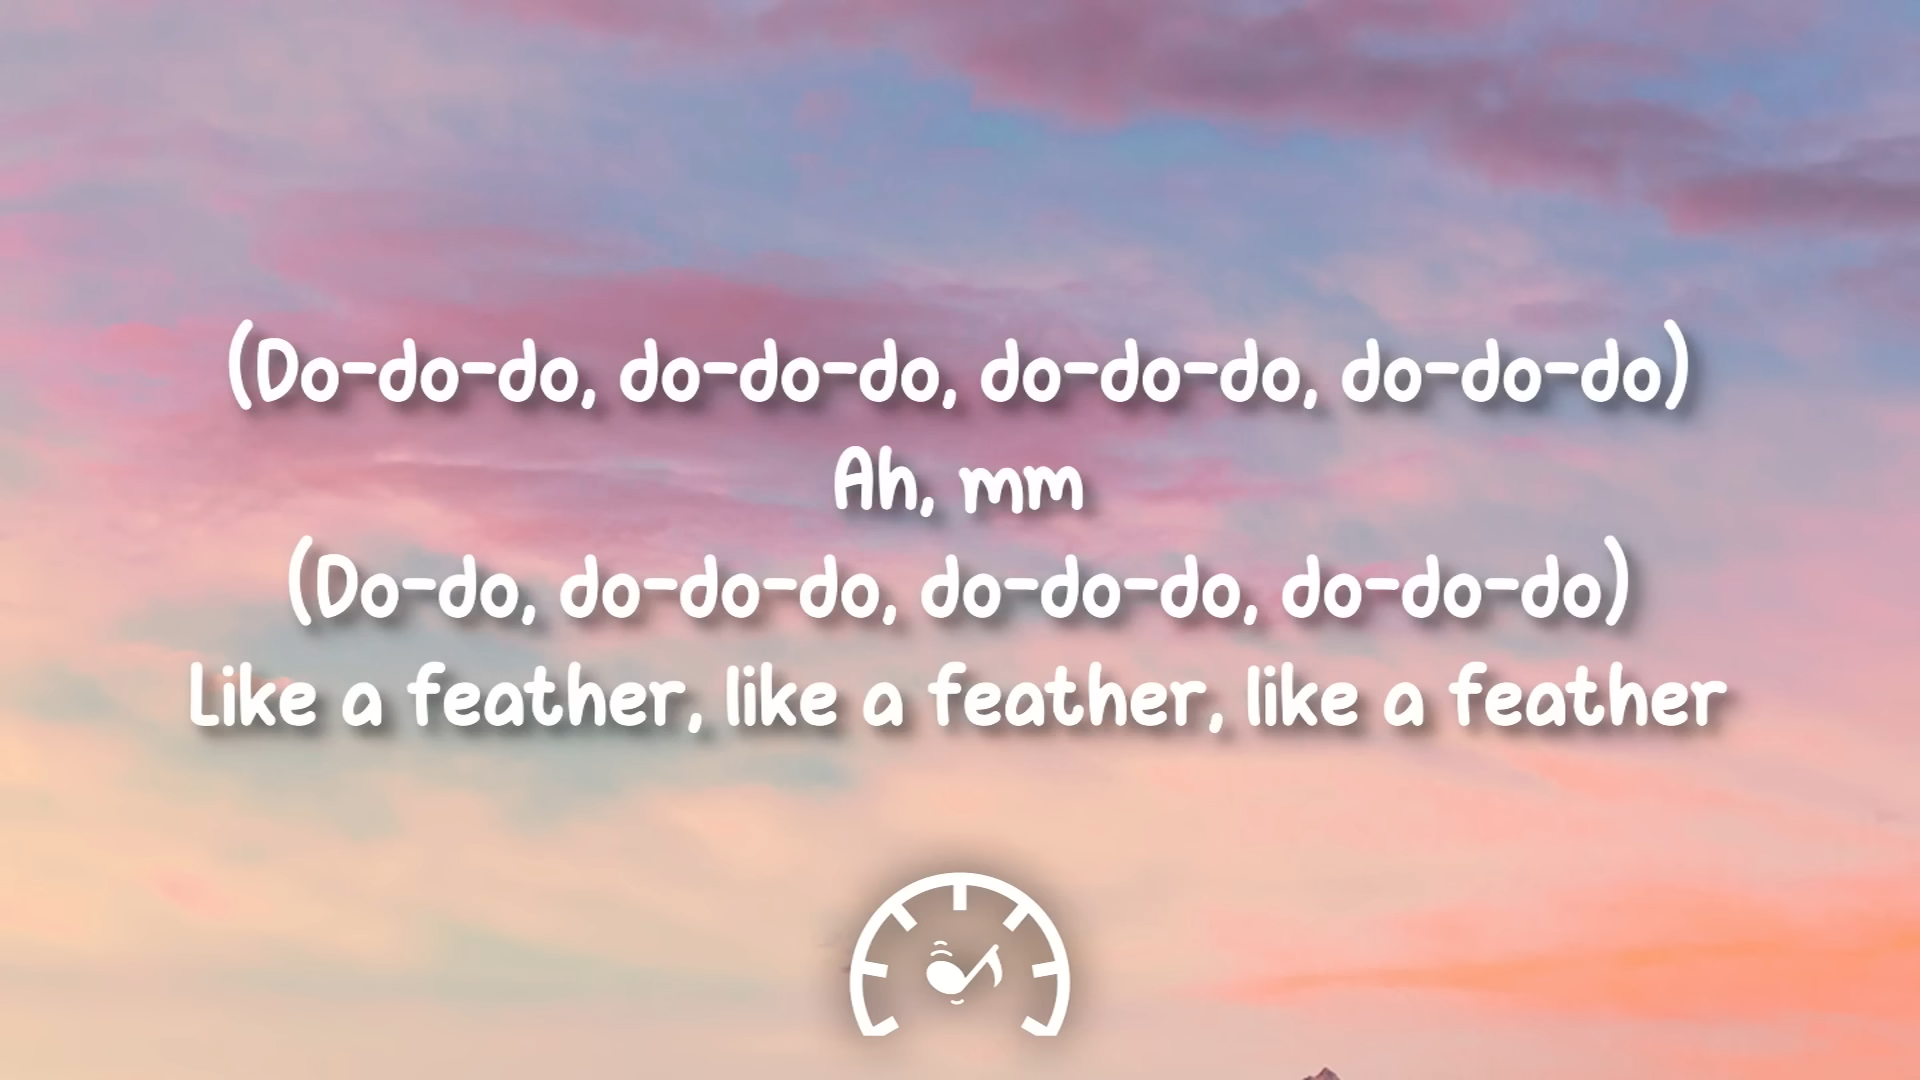 (Do-do-do, do-do-do, do-do-do, do-do-do)
Ah, mm
(Do-do, do-do-do, do-do-do, do-do-do)
Like a feather, like a feather, like a feather